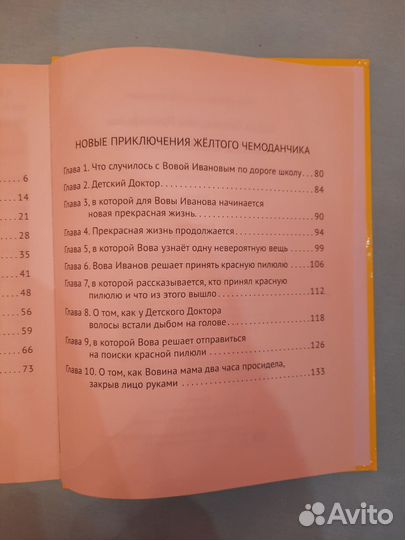 6
14
21
28
35
41
48
56
59
66
73
НОВЫЕ ПРИКЛЮЧЕНИЯ ЖЁЛТОГО ЧЕМОДАНЧИКА
Глава 1. Что случилось с Вовой Ивановым по дороге школу 80
Глава 2. Детский Доктор 84
Глава 3, в которой для Вовы Иванова начинается
новая прекрасная жизнь. 90
Глава 4. Прекрасная жизнь продолжается 94
Глава 5, в которой Вова узнаёт одну невероятную вещь 99
Глава 6. Вова Иванов решает принять красную пилюлю 106
Глава 7, в которой рассказывается, кто принял красную
пилюлю и что из этого вышло 112
Глава 8. О том, как у Детского Доктора
волосы встали дыбом на голове 118
Глава 9, в которой Вова решает отправиться
на поиски красной пилюли 126
Глава 10. О том, как Вовина мама два часа просидела,
закрыв лицо руками 133
Avito